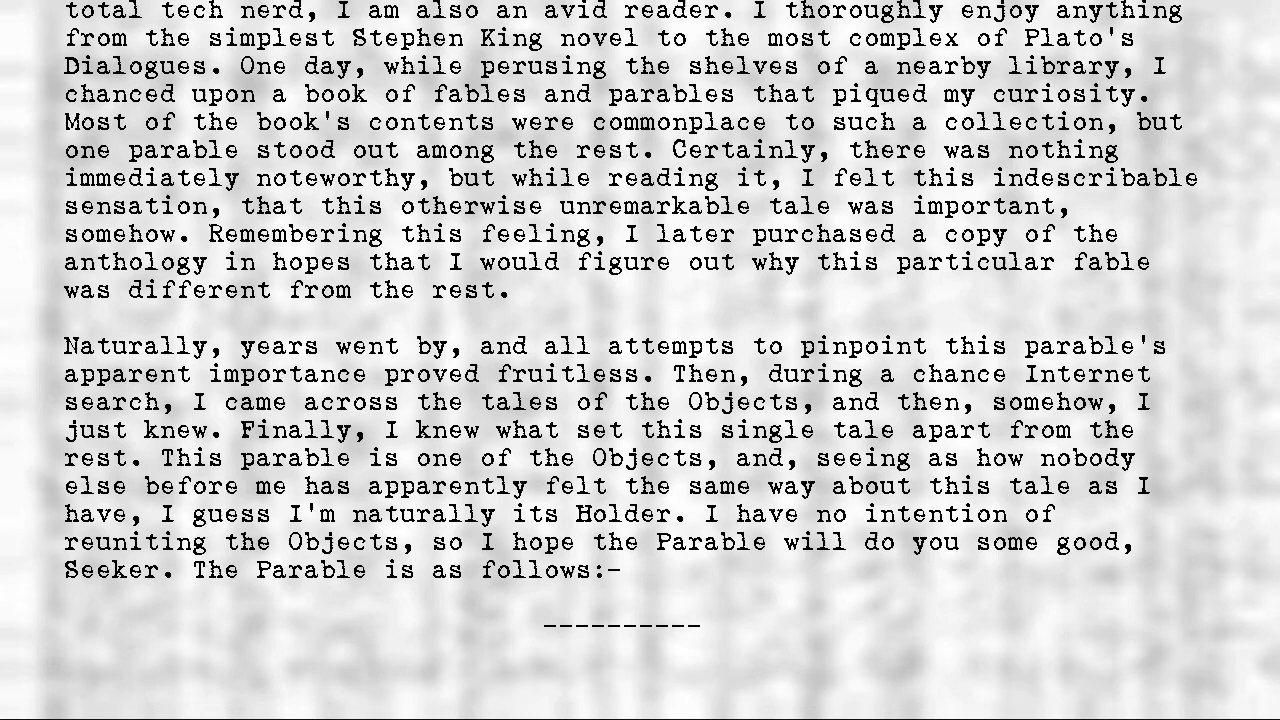 total tech nerd, I am also an avid reader. I thoroughly enjoy anything
from the simplest Stephen King novel to the most complex of Plato's
Dialogues. One day, while perusing the shelves of a nearby library, I
chanced upon a book of fables and parables that piqued my curiosity.
Most of the book's contents were commonplace to such a collection, but
one parable stood out among the rest. Certainly, there was nothing
immediately noteworthy, but while reading it, I felt this indescribable
sensation, that this otherwise unremarkable tale was important,
somehow. Remembering this feeling, I later purchased a copy of the
anthology in hopes that I would figure out why this particular fable
was different from the rest.

Naturally, years went by, and all attempts to pinpoint this parable's
apparent importance proved fruitless. Then, during a chance Internet
search, I came across the tales of the Objects, and then, somehow, I
just knew. Finally, I knew what set this single tale apart from the
rest. This parable is one of the Objects, and, seeing as how nobody
else before me has apparently felt the same way about this tale as I
have, I guess I'm naturally its Holder. I have no intention of
reuniting the Objects, so I hope the Parable will do you some good,
Seeker. The Parable is as follows:-

----------